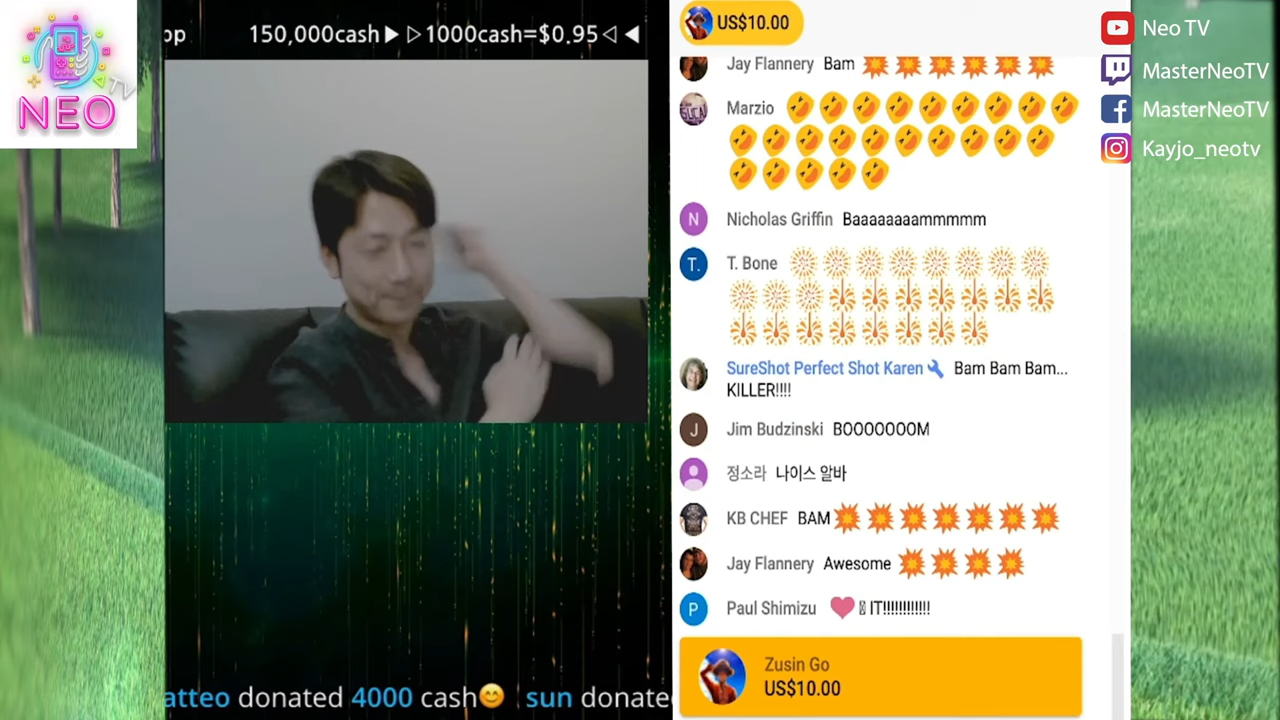 NEO
TV
pp 150,000cash▶ ▷1000cash=$0.95◁ ◀
atteo donated 4000 cash😊 sun donate
US$10.00
Jay Flannery Bam 💥💥💥💥💥💥
Marzio 🤣🤣🤣🤣🤣🤣🤣🤣🤣
🤣🤣🤣🤣🤣🤣🤣🤣🤣🤣
🤣🤣🤣🤣🤣
N Nicholas Griffin Baaaaaaaammmmm
T. T. Bone 🎆🎆🎆🎆🎆🎆🎆🎆
🎆🎆🎆🎆🎆🎆🎆🎆🎆🎆
🎆🎆🎆🎆🎆🎆🎆🎆
SureShot Perfect Shot Karen 🔧 Bam Bam Bam...
KILLER!!!!
J Jim Budzinski BOOOOOOOM
정소라 나이스 알바
KB CHEF BAM💥💥💥💥💥💥💥
Jay Flannery Awesome 💥💥💥💥
P Paul Shimizu ❤ IT!!!!!!!!!!!!
Zusin Go
US$10.00
Neo TV
MasterNeoTV
MasterNeoTV
Kayjo_neotv